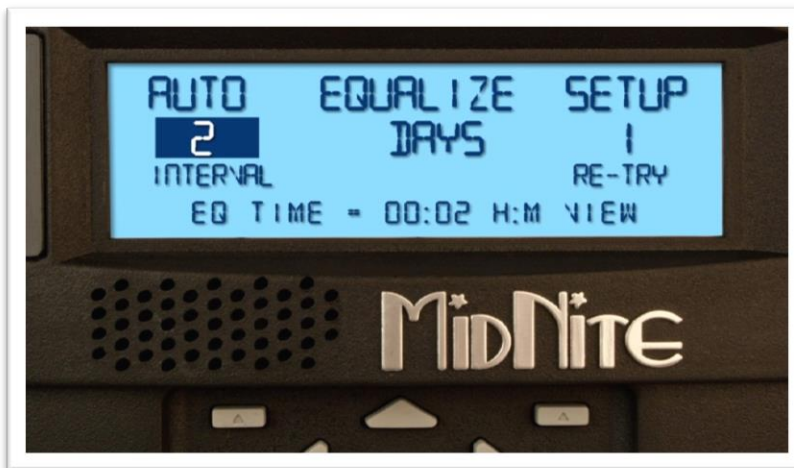 AUTO EQUALIZE SETUP
2 DAYS 1
INTERVAL RE-TRY
EQ TIME = 00:02 H:M VIEW
MIDNITE